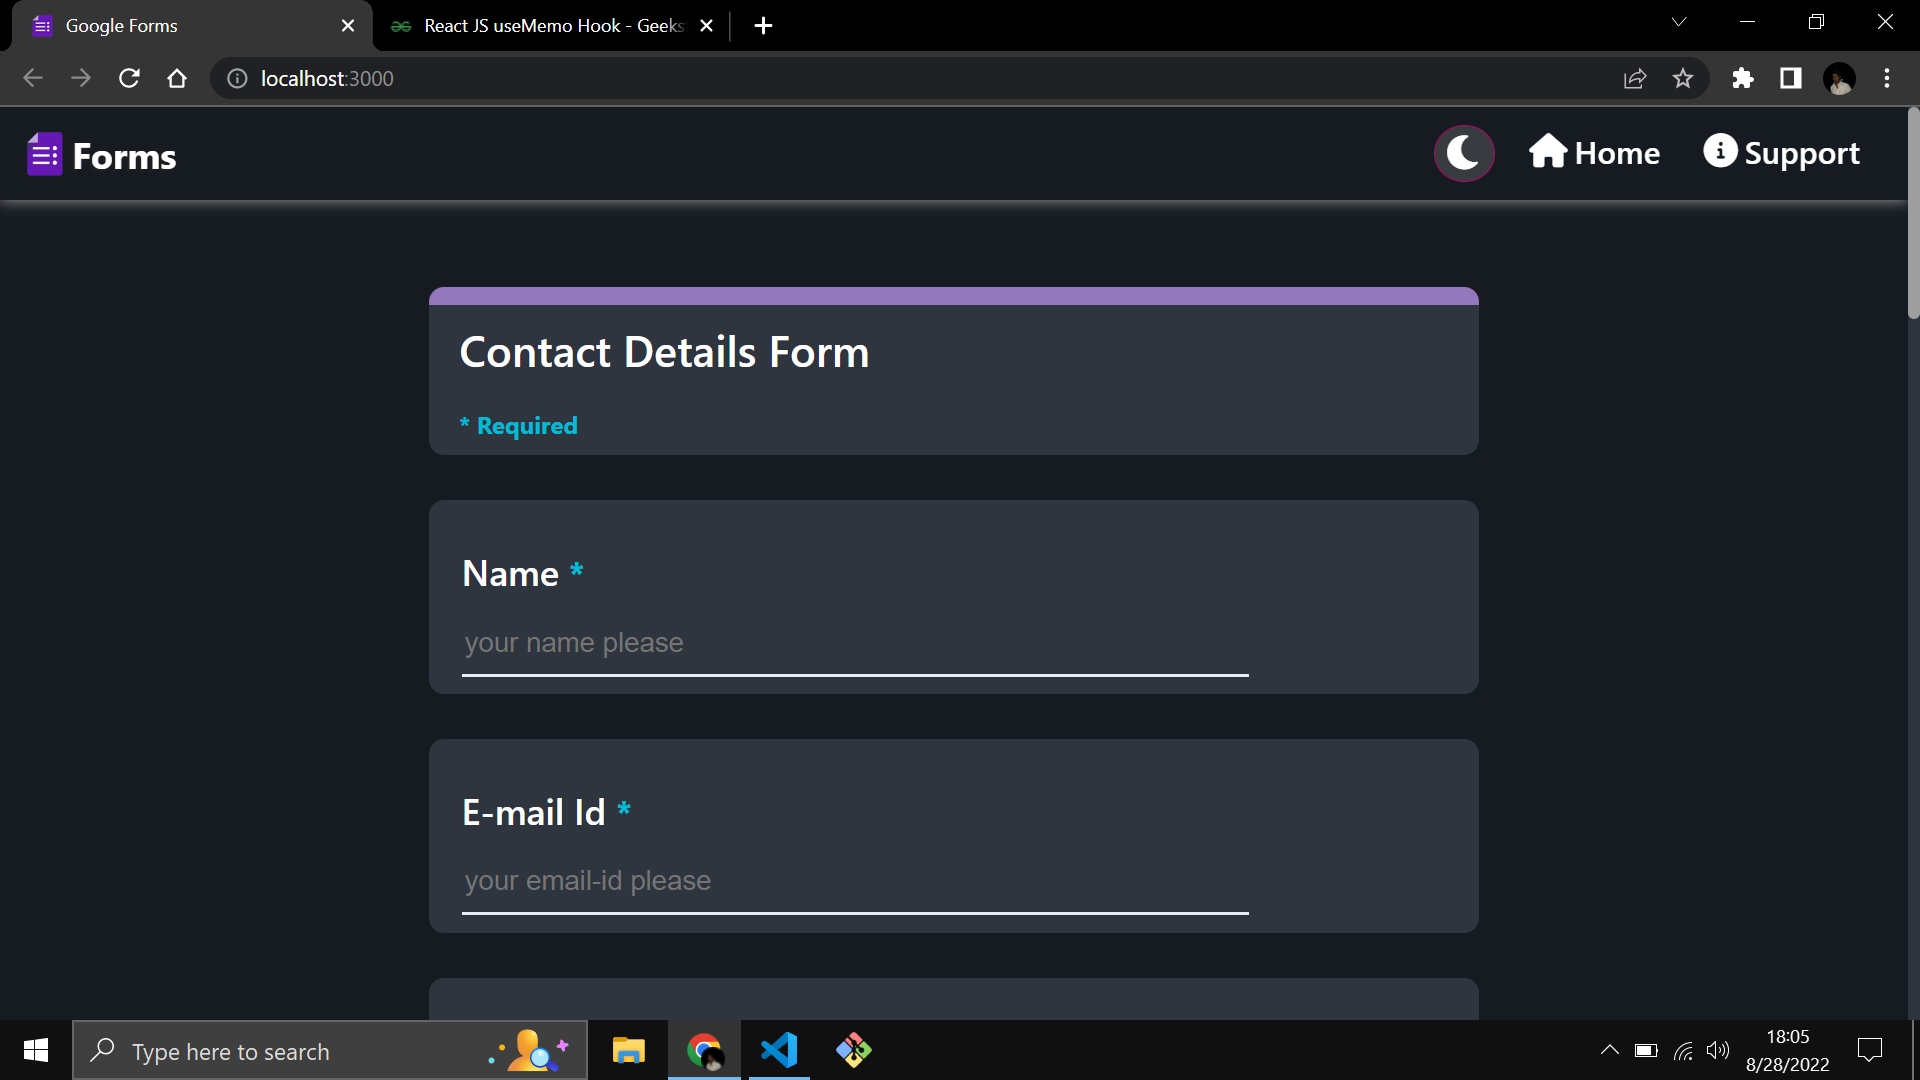 Google Forms
React JS useMemo Hook - Geeks
localhost:3000
Forms
Home
Support
Contact Details Form
* Required
Name *
your name please
E-mail Id *
your email-id please
Type here to search
18:05
8/28/2022